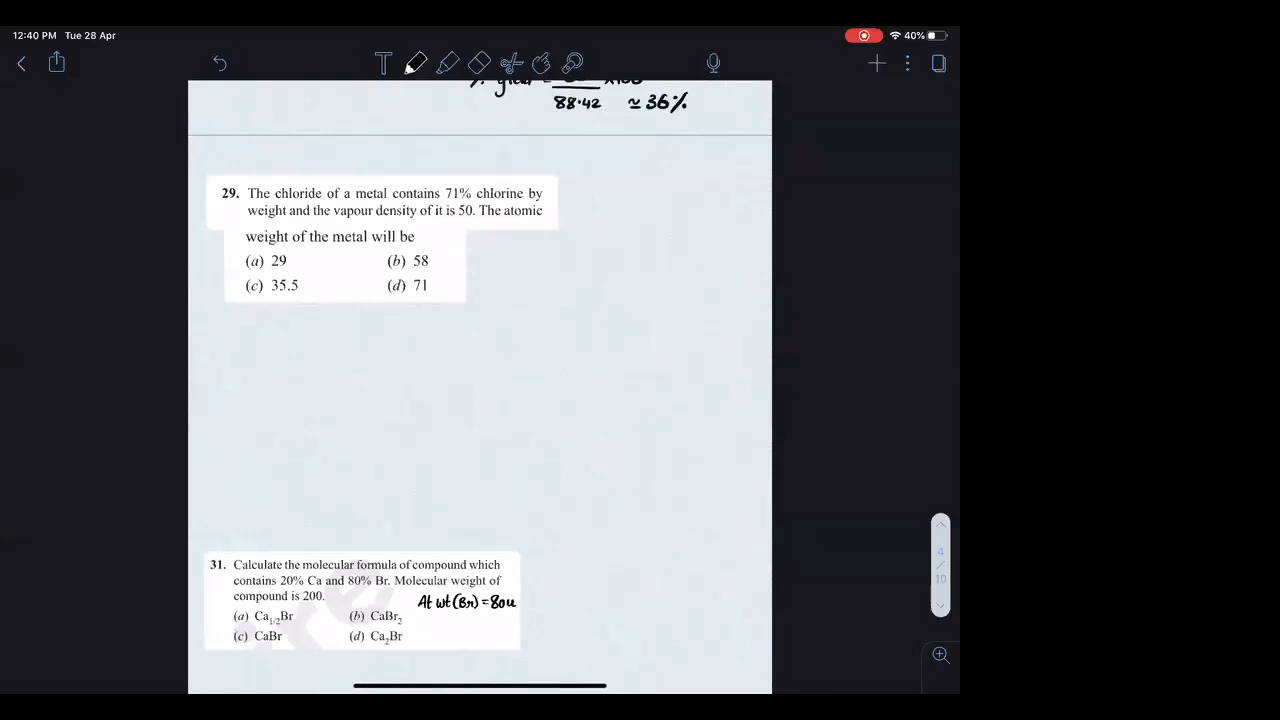 12:40 PM Tue 28 Apr
40%
88.42 ≃ 36%
29. The chloride of a metal contains 71% chlorine by
weight and the vapour density of it is 50. The atomic
weight of the metal will be
(a) 29 (b) 58
(c) 35.5 (d) 71
31. Calculate the molecular formula of compound which
contains 20% Ca and 80% Br. Molecular weight of
compound is 200.
At wt (Br) = 80u
(a) Ca1/2Br (b) CaBr2
(c) CaBr (d) Ca2Br
4
/
10